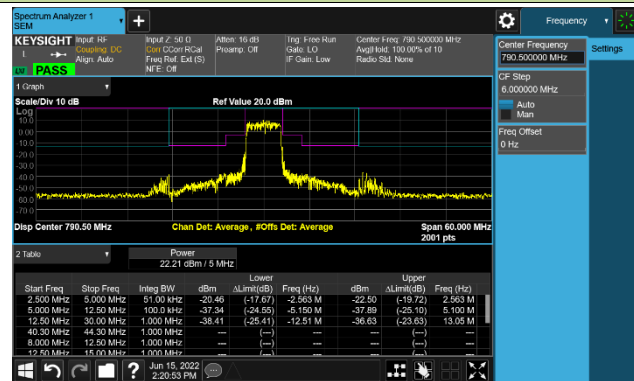 Spectrum Analyzer 1
SEM
Frequency
Settings
KEYSIGHT
Input: RF
Coupling: DC
Align: Auto
Input Z: 50 Ω
Corr CCorr RCal
Freq Ref: Ext (S)
NFE: Off
Atten: 16 dB
Preamp: Off
Trig: Free Run
Gate: LO
IF Gain: Low
Center Freq: 790.500000 MHz
Avg|Hold: 100.00% of 10
Radio Std: None
L
LM PASS
Center Frequency
790.500000 MHz
CF Step
6.000000 MHz
Auto
Man
Freq Offset
0 Hz
1 Graph
Scale/Div 10 dB
Ref Value 20.0 dBm
Log
10.0
0.00
-10.0
-20.0
-30.0
-40.0
-50.0
-60.0
-70.0
Disp Center 790.50 MHz
Chan Det: Average , #Offs Det: Average
Span 60.000 MHz
2001 pts
2 Table
Power
22.21 dBm / 5 MHz
Lower Upper
Start Freq Stop Freq Integ BW dBm ΔLimit(dB) Freq (Hz) dBm ΔLimit(dB) Freq (Hz)
2.500 MHz 5.000 MHz 51.00 kHz -20.46 (-17.67) -2.563 M -22.50 (-19.72) 2.563 M
5.000 MHz 12.50 MHz 100.0 kHz -37.34 (-24.55) -5.150 M -37.89 (-25.10) 5.100 M
12.50 MHz 30.00 MHz 1.000 MHz -38.41 (-25.41) -12.51 M -36.63 (-23.63) 13.05 M
40.30 MHz 44.30 MHz 1.000 MHz --- (---) --- --- (---) ---
8.000 MHz 12.50 MHz 1.000 MHz --- (---) --- --- (---) ---
12.50 MHz 15.00 MHz 1.000 MHz --- (---) --- --- (---) ---
Jun 15, 2022
2:20:53 PM